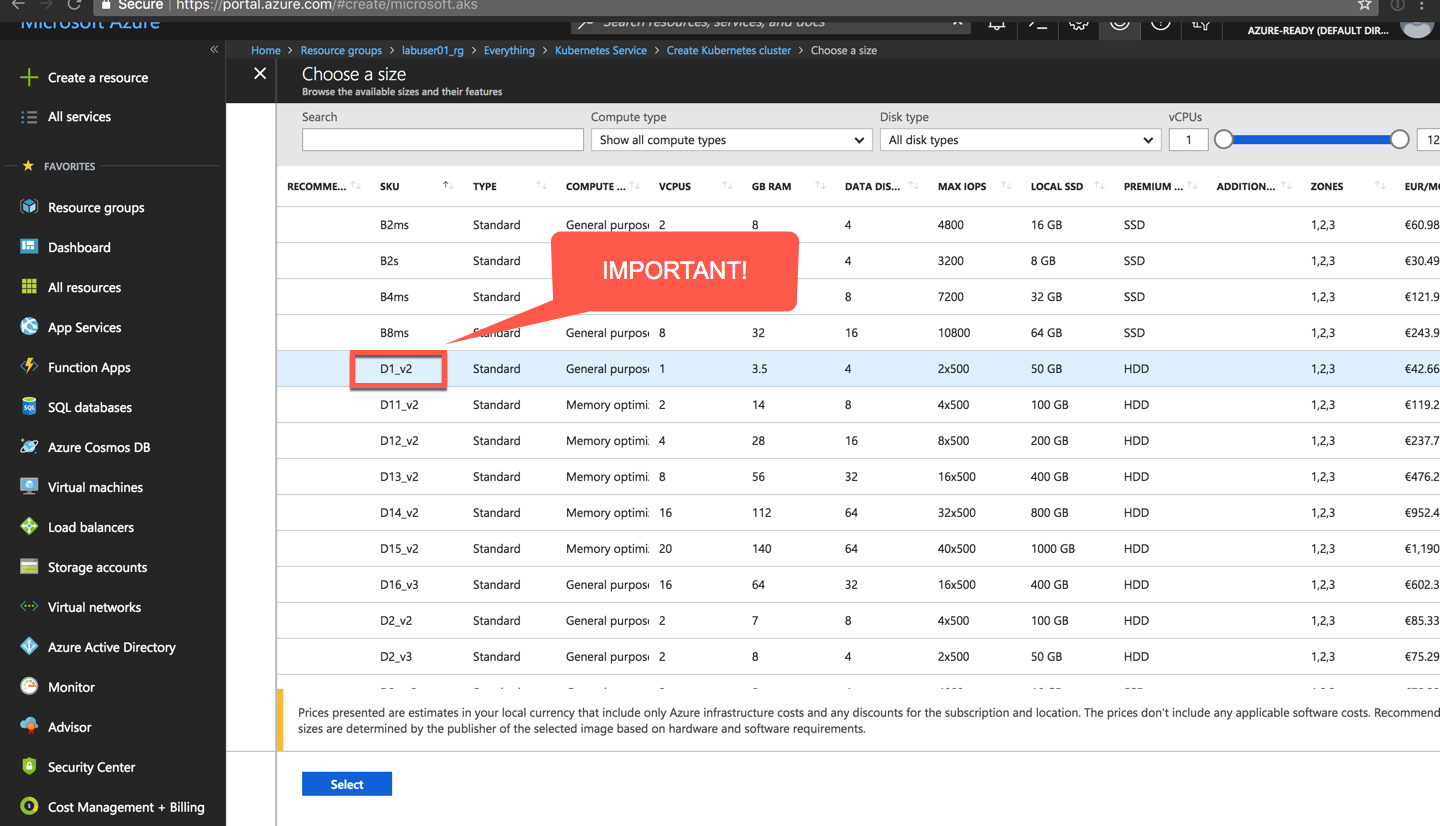 Secure https://portal.azure.com/#create/microsoft.aks
Microsoft Azure
Search resources, services, and docs
AZURE-READY (DEFAULT DIR...
Home > Resource groups > labuser01_rg > Everything > Kubernetes Service > Create Kubernetes cluster > Choose a size
Create a resource
All services
FAVORITES
Resource groups
Dashboard
All resources
App Services
Function Apps
SQL databases
Azure Cosmos DB
Virtual machines
Load balancers
Storage accounts
Virtual networks
Azure Active Directory
Monitor
Advisor
Security Center
Cost Management + Billing
Choose a size
Browse the available sizes and their features
Search Compute type Disk type vCPUs
Show all compute types All disk types 1 12
RECOMME... SKU TYPE COMPUTE ... VCPUS GB RAM DATA DIS... MAX IOPS LOCAL SSD PREMIUM ... ADDITION... ZONES EUR/MO
B2ms Standard General purpose 2 8 4 4800 16 GB SSD 1,2,3 €60.98
B2s Standard 4 3200 8 GB SSD 1,2,3 €30.49
B4ms Standard 8 7200 32 GB SSD 1,2,3 €121.9
B8ms Standard General purpose 8 32 16 10800 64 GB SSD 1,2,3 €243.9
D1_v2 Standard General purpose 1 3.5 4 2x500 50 GB HDD 1,2,3 €42.66
D11_v2 Standard Memory optimi 2 14 8 4x500 100 GB HDD 1,2,3 €119.2
D12_v2 Standard Memory optimi 4 28 16 8x500 200 GB HDD 1,2,3 €237.7
D13_v2 Standard Memory optimi 8 56 32 16x500 400 GB HDD 1,2,3 €476.2
D14_v2 Standard Memory optimi 16 112 64 32x500 800 GB HDD 1,2,3 €952.4
D15_v2 Standard Memory optimi 20 140 64 40x500 1000 GB HDD 1,2,3 €1,190
D16_v3 Standard General purpose 16 64 32 16x500 400 GB HDD 1,2,3 €602.3
D2_v2 Standard General purpose 2 7 8 4x500 100 GB HDD 1,2,3 €85.33
D2_v3 Standard General purpose 2 8 4 2x500 50 GB HDD 1,2,3 €75.29
IMPORTANT!
Prices presented are estimates in your local currency that include only Azure infrastructure costs and any discounts for the subscription and location. The prices don't include any applicable software costs. Recommend
sizes are determined by the publisher of the selected image based on hardware and software requirements.
Select